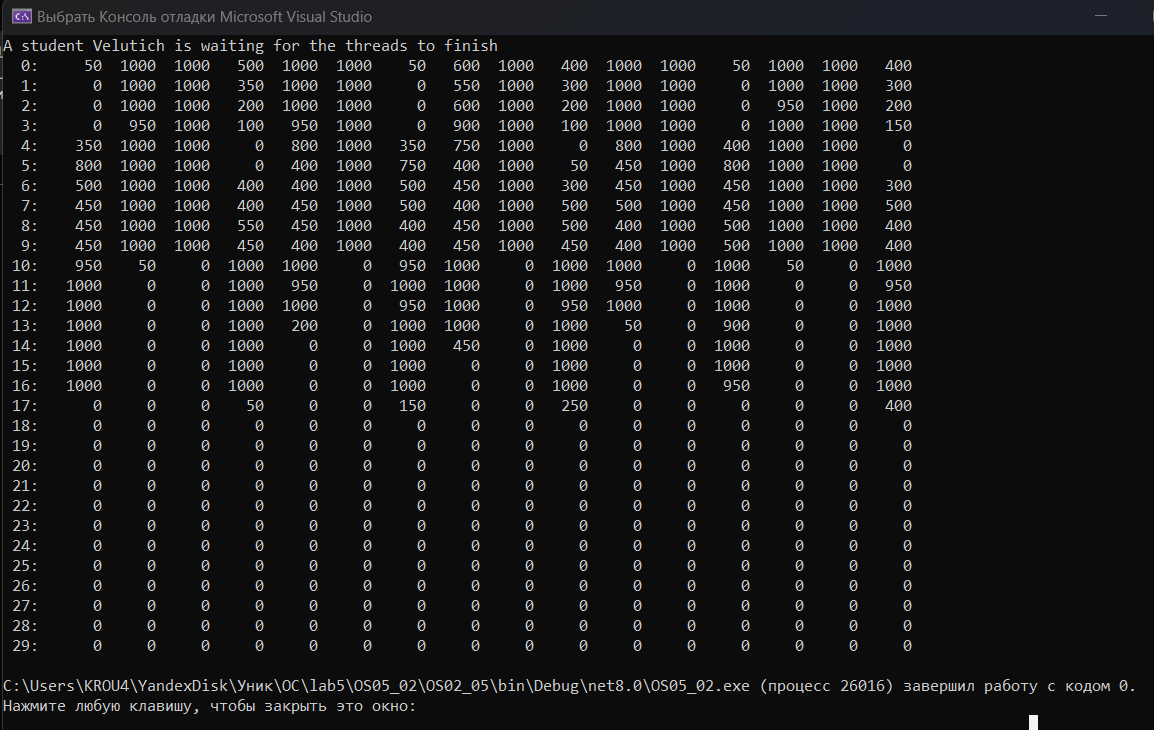 C:\ Выбрать Консоль отладки Microsoft Visual Studio
A student Velutich is waiting for the threads to finish
0: 50 1000 1000 500 1000 1000 50 600 1000 400 1000 1000 50 1000 1000 400
1: 0 1000 1000 350 1000 1000 0 550 1000 300 1000 1000 0 1000 1000 300
2: 0 1000 1000 200 1000 1000 0 600 1000 200 1000 1000 0 950 1000 200
3: 0 950 1000 100 950 1000 0 900 1000 100 1000 1000 0 1000 1000 150
4: 350 1000 1000 0 800 1000 350 750 1000 0 800 1000 400 1000 1000 0
5: 800 1000 1000 0 400 1000 750 400 1000 50 450 1000 800 1000 1000 0
6: 500 1000 1000 400 400 1000 500 450 1000 300 450 1000 450 1000 1000 300
7: 450 1000 1000 400 450 1000 500 400 1000 500 500 1000 450 1000 1000 500
8: 450 1000 1000 550 450 1000 400 450 1000 500 400 1000 500 1000 1000 400
9: 450 1000 1000 450 400 1000 400 450 1000 450 400 1000 500 1000 1000 400
10: 950 50 0 1000 1000 0 950 1000 0 1000 1000 0 1000 50 0 1000
11: 1000 0 0 1000 950 0 1000 1000 0 1000 950 0 1000 0 0 950
12: 1000 0 0 1000 1000 0 950 1000 0 950 1000 0 1000 0 0 1000
13: 1000 0 0 1000 200 0 1000 1000 0 1000 50 0 900 0 0 1000
14: 1000 0 0 1000 0 0 1000 450 0 1000 0 0 1000 0 0 1000
15: 1000 0 0 1000 0 0 1000 0 0 1000 0 0 1000 0 0 1000
16: 1000 0 0 1000 0 0 1000 0 0 1000 0 0 950 0 0 1000
17: 0 0 0 50 0 0 150 0 0 250 0 0 0 0 0 400
18: 0 0 0 0 0 0 0 0 0 0 0 0 0 0 0 0
19: 0 0 0 0 0 0 0 0 0 0 0 0 0 0 0 0
20: 0 0 0 0 0 0 0 0 0 0 0 0 0 0 0 0
21: 0 0 0 0 0 0 0 0 0 0 0 0 0 0 0 0
22: 0 0 0 0 0 0 0 0 0 0 0 0 0 0 0 0
23: 0 0 0 0 0 0 0 0 0 0 0 0 0 0 0 0
24: 0 0 0 0 0 0 0 0 0 0 0 0 0 0 0 0
25: 0 0 0 0 0 0 0 0 0 0 0 0 0 0 0 0
26: 0 0 0 0 0 0 0 0 0 0 0 0 0 0 0 0
27: 0 0 0 0 0 0 0 0 0 0 0 0 0 0 0 0
28: 0 0 0 0 0 0 0 0 0 0 0 0 0 0 0 0
29: 0 0 0 0 0 0 0 0 0 0 0 0 0 0 0 0
C:\Users\KROU4\YandexDisk\Уник\ОС\lab5\OS05_02\OS02_05\bin\Debug\net8.0\OS05_02.exe (процесс 26016) завершил работу с кодом 0.
Нажмите любую клавишу, чтобы закрыть это окно: